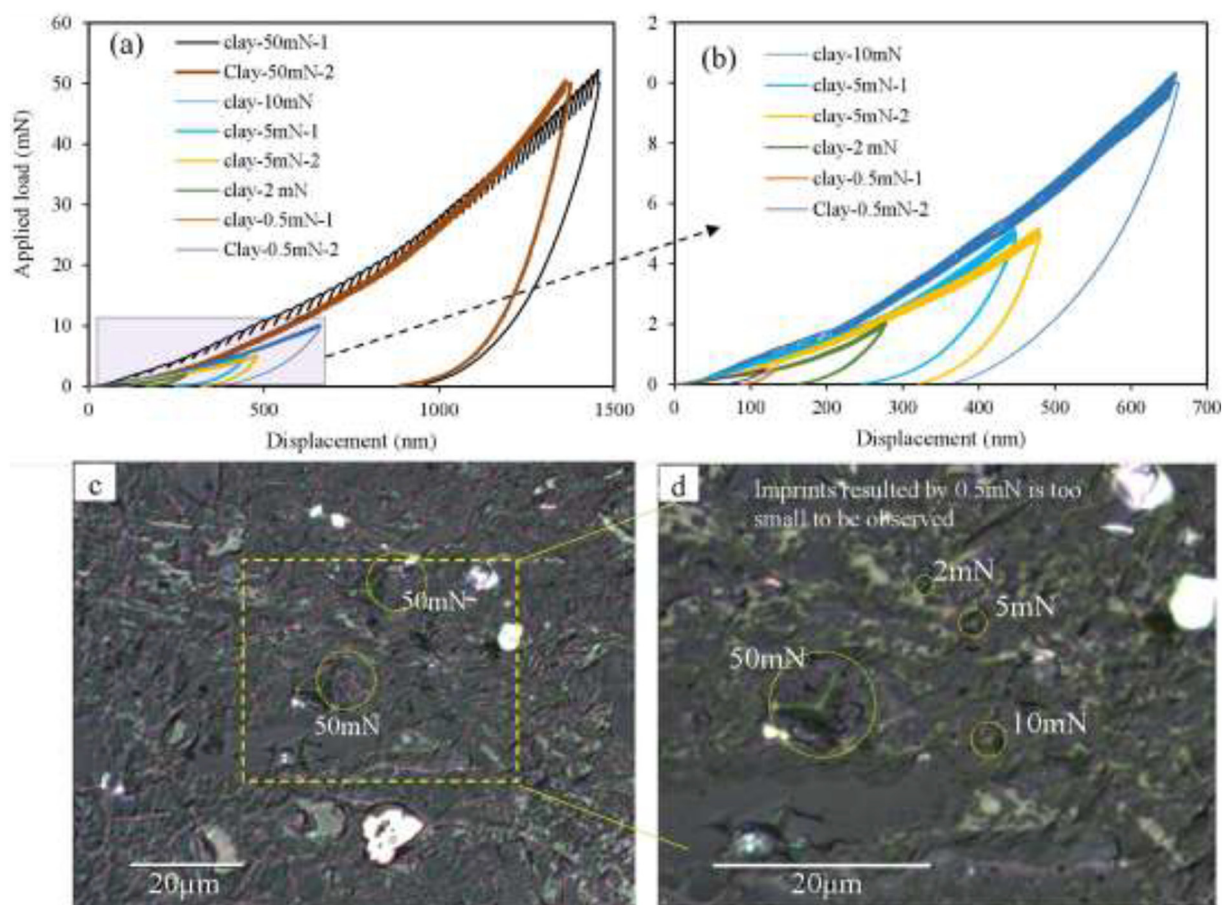 (a)
60
50
40
30
20
10
0
Applied load (mN)
clay-50mN-1
Clay-50mN-2
clay-10mN
clay-5mN-1
clay-5mN-2
clay-2 mN
clay-0.5mN-1
Clay-0.5mN-2
0 500 1000 1500
Displacement (nm)
(b)
2
0
8
6
4
2
0
clay-10mN
clay-5mN-1
clay-5mN-2
clay-2 mN
clay-0.5mN-1
Clay-0.5mN-2
0 100 200 300 400 500 600 700
Displacement (nm)
c
50mN
50mN
20μm
d
Imprints resulted by 0.5mN is too
small to be observed
2mN
5mN
50mN
10mN
20μm